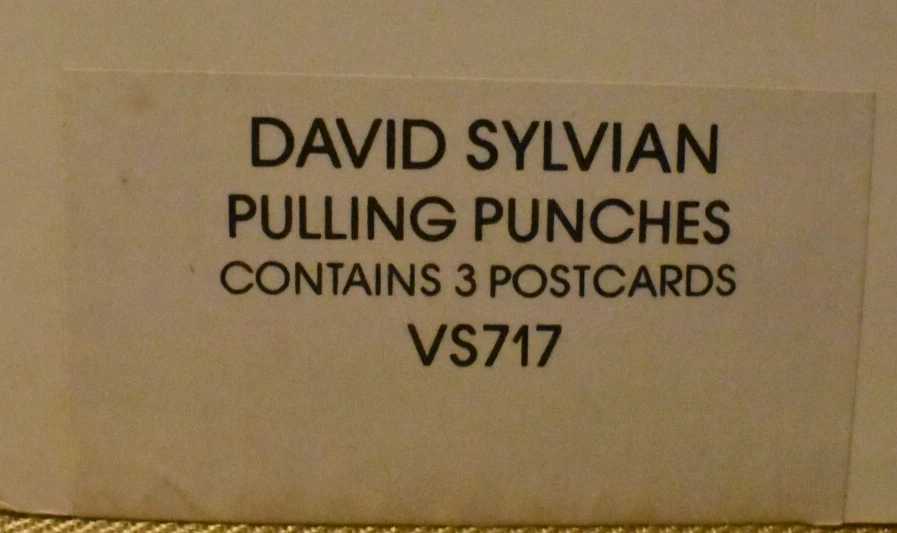 DAVID SYLVIAN
PULLING PUNCHES
CONTAINS 3 POSTCARDS
VS717